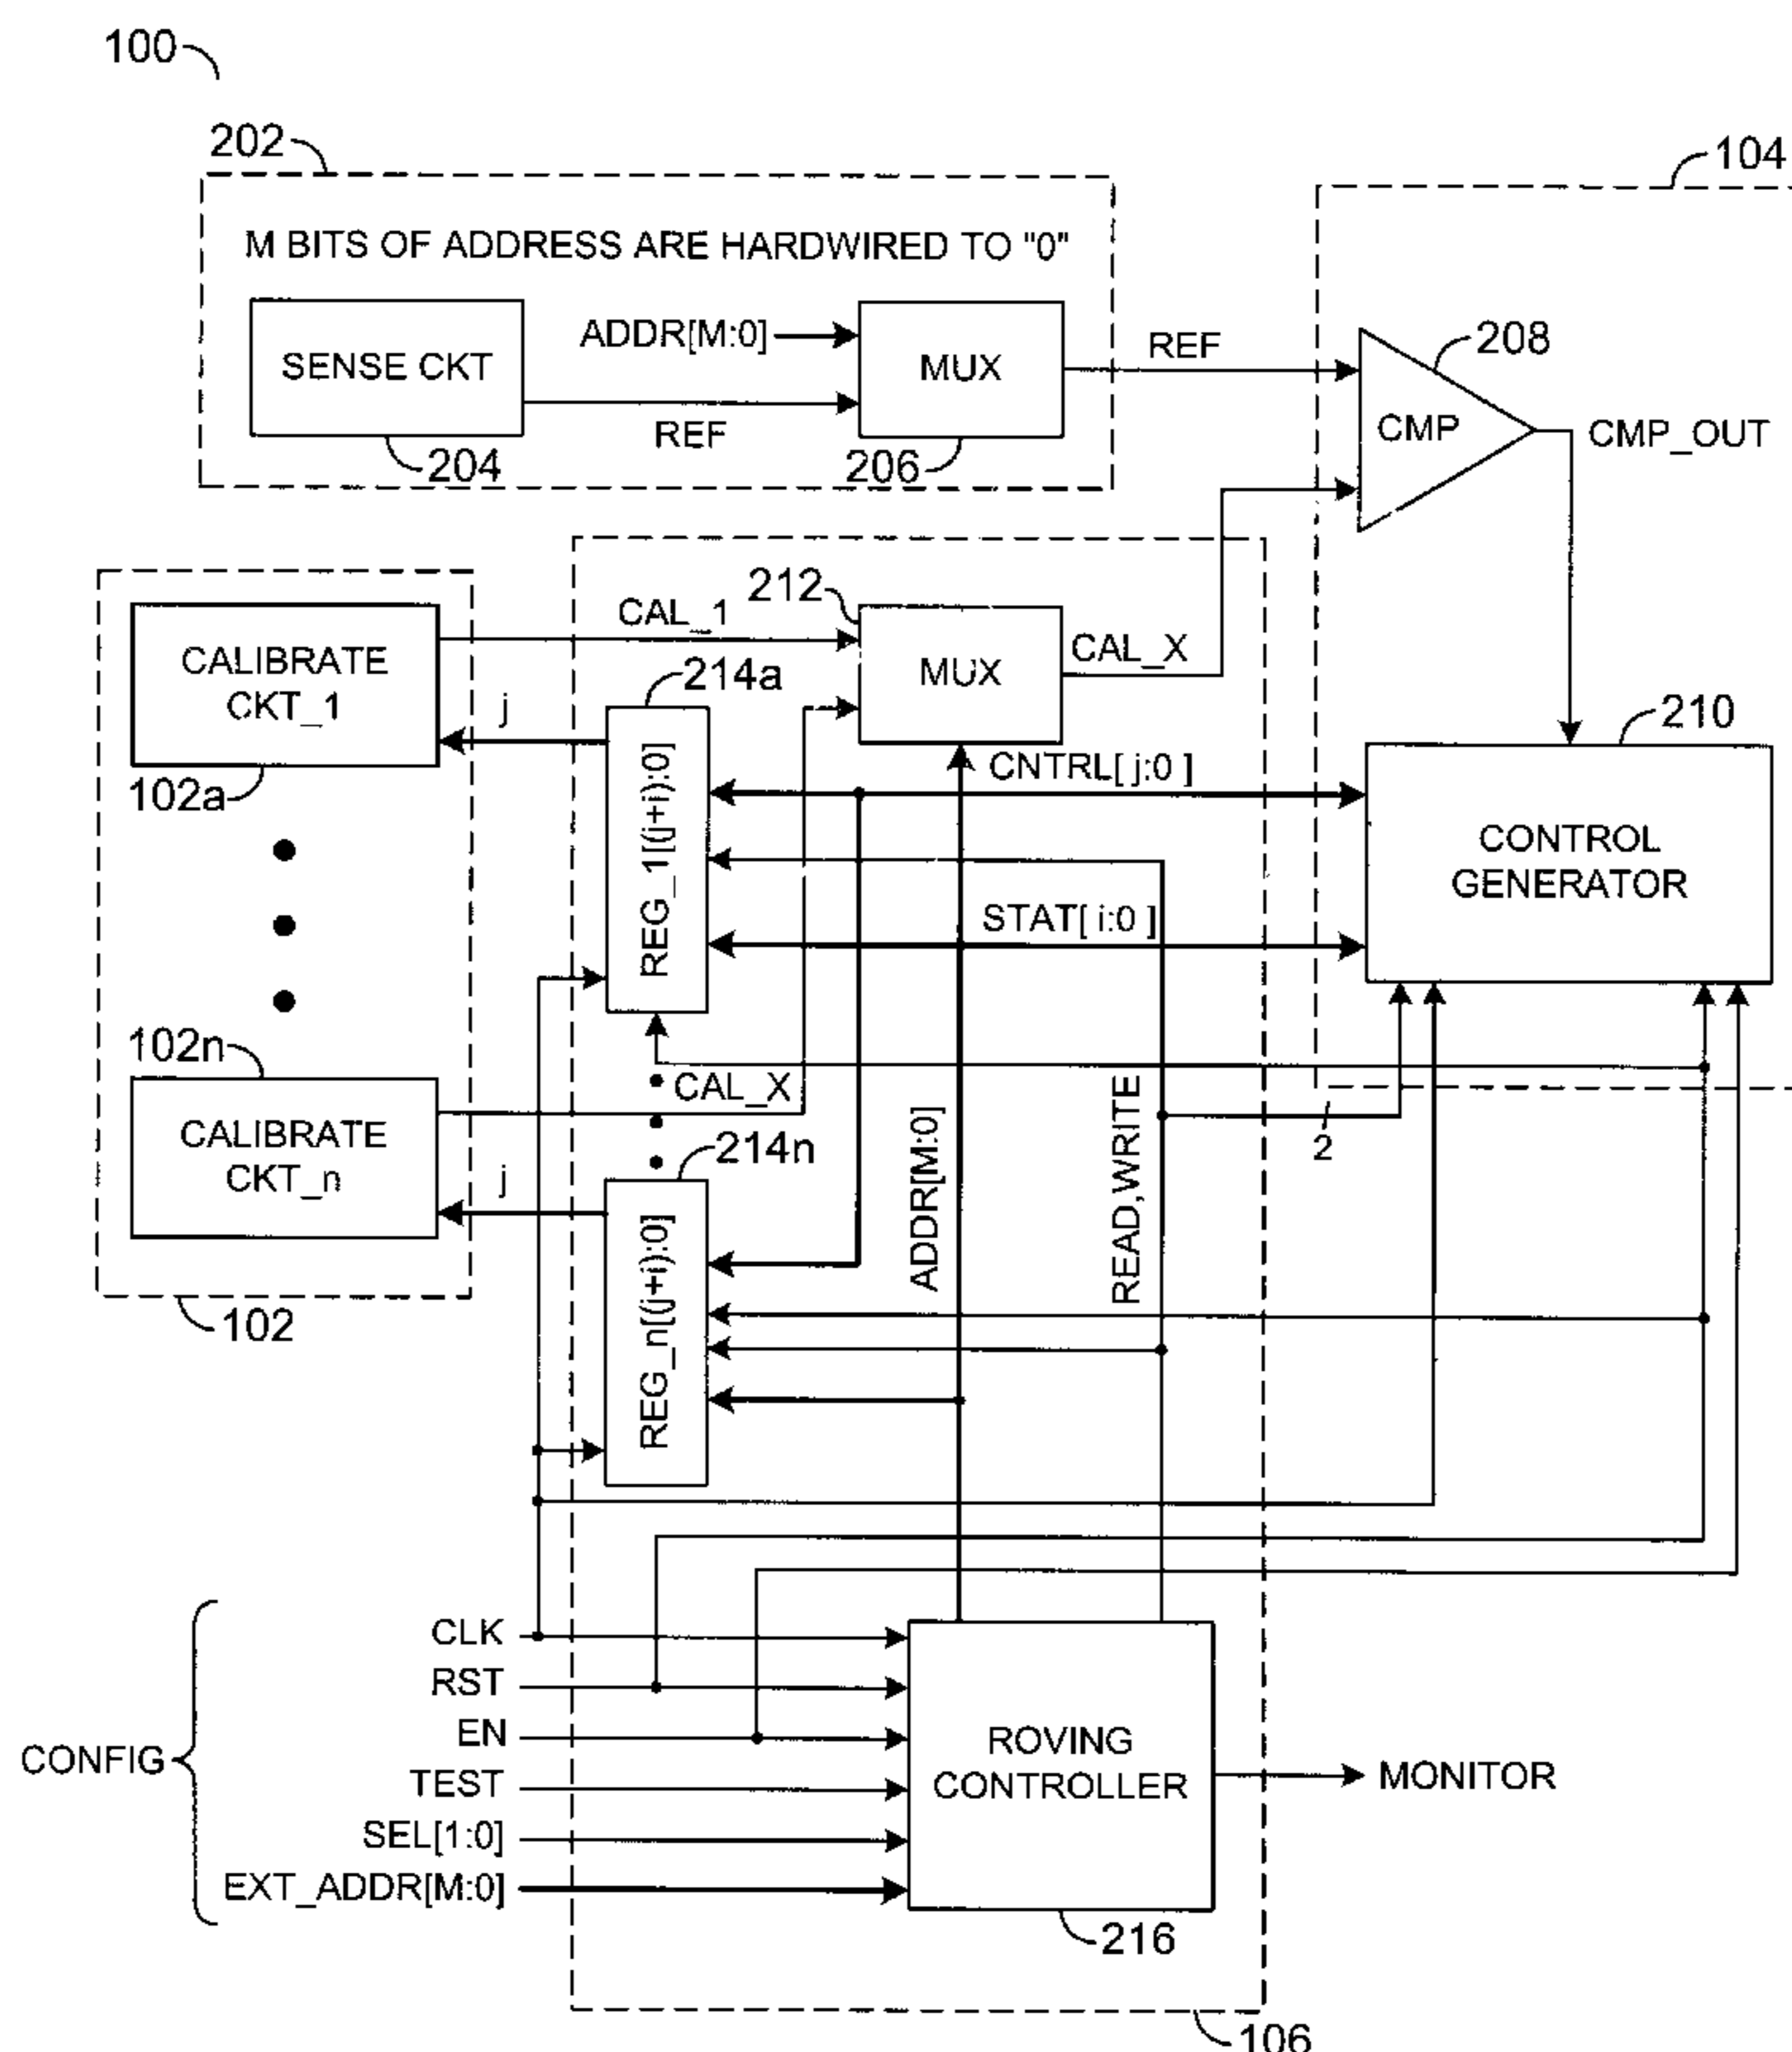 100
202
104
M BITS OF ADDRESS ARE HARDWIRED TO "0"
SENSE CKT
ADDR[M:0]
MUX
REF
REF
204
206
208
CMP
CMP_OUT
CALIBRATE
CKT_1
102a
CAL_1
212
MUX
CAL_X
214a
j
REG_1[(j+i):0]
CNTRL[ j:0 ]
STAT[ i:0 ]
210
CONTROL
GENERATOR
102n
CALIBRATE
CKT_n
CAL_X
j
214n
REG_n[(j+i):0]
ADDR[M:0]
READ,WRITE
2
102
CONFIG
CLK
RST
EN
TEST
SEL[1:0]
EXT_ADDR[M:0]
ROVING
CONTROLLER
MONITOR
216
106